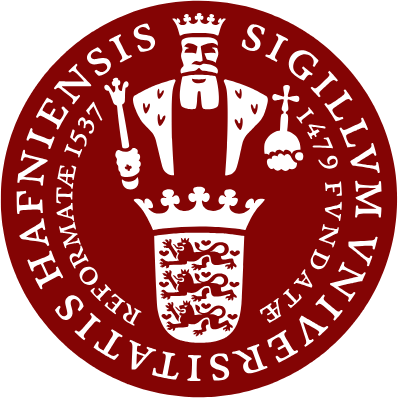 SIGILLVM VNIVERSITATIS HAFNIENSIS
1479 FVNDATÆ
REFORMATÆ 1537